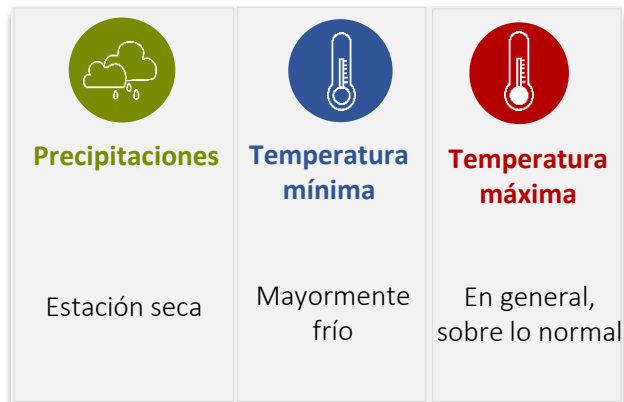 Precipitaciones
Estación seca
Temperatura
mínima
Mayormente
frío
Temperatura
máxima
En general,
sobre lo normal